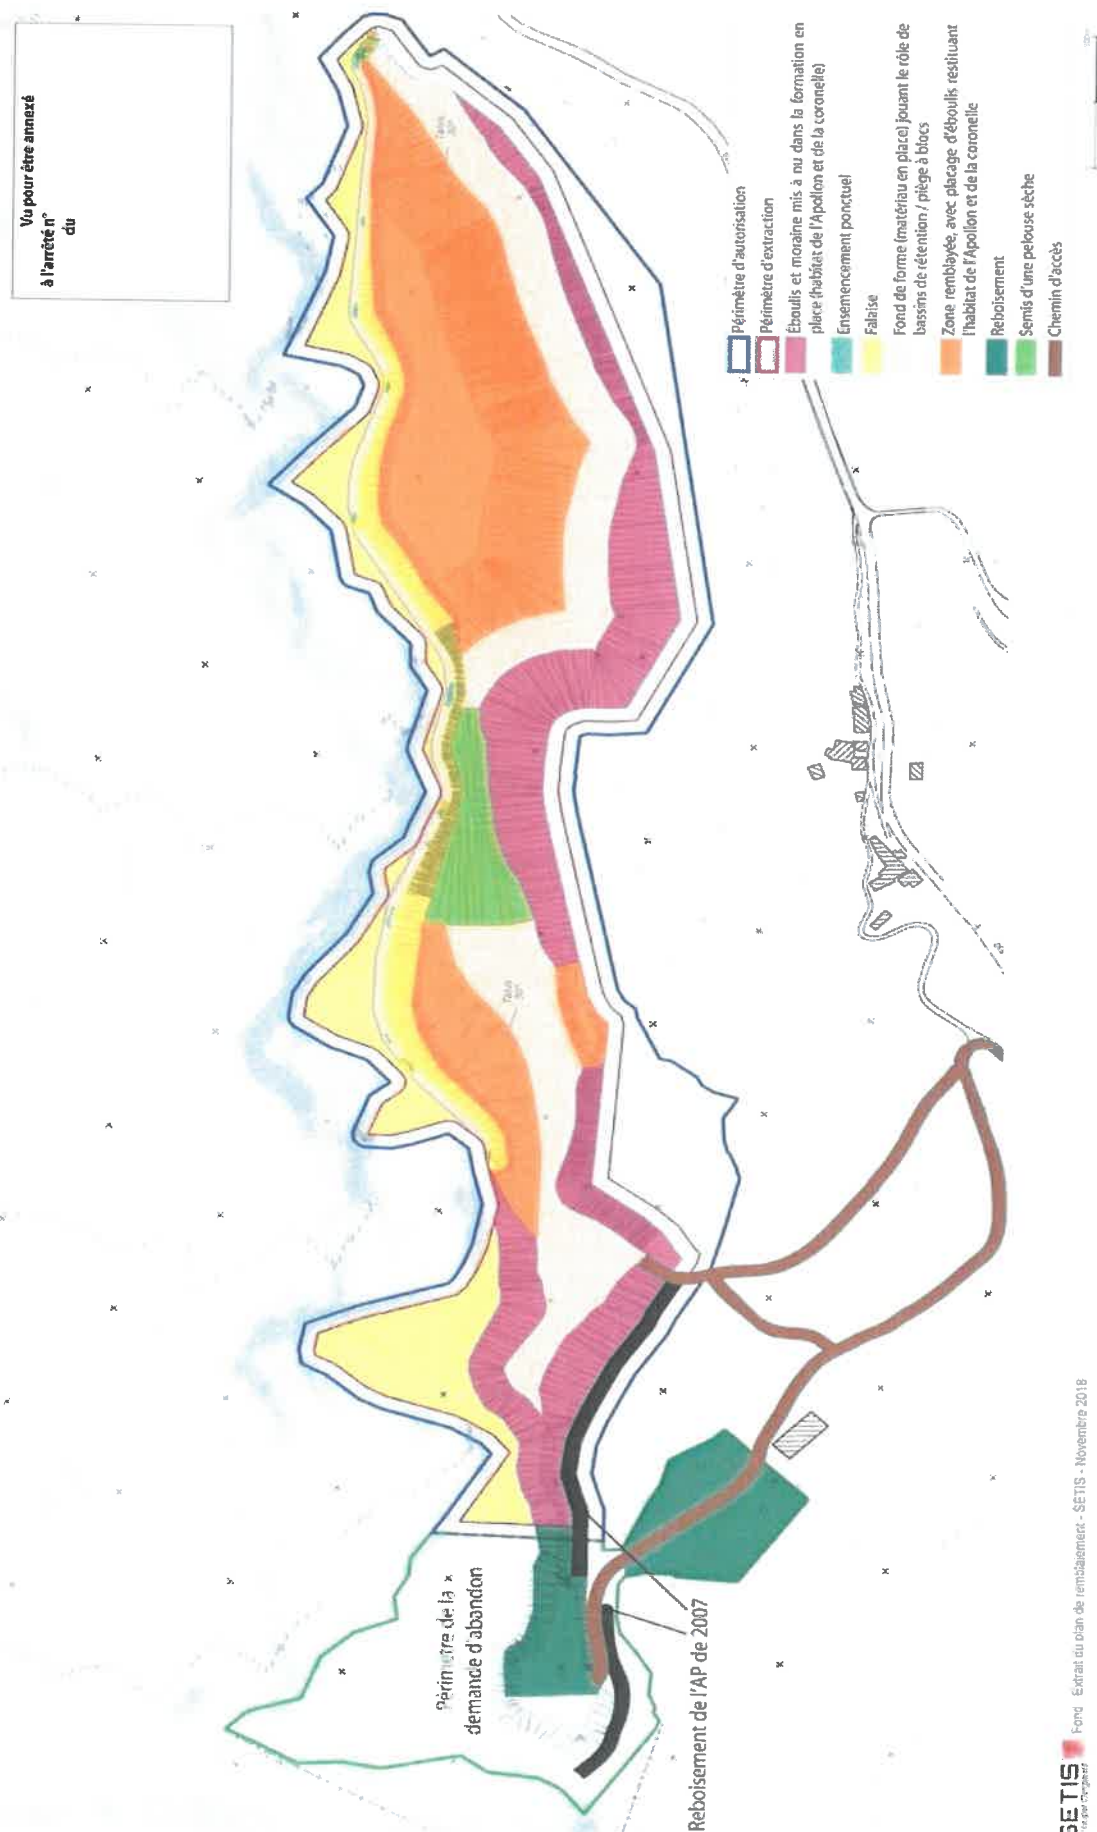 Vu pour être annexé
à l'arrêté n°
du
Périmètre d'autorisation
Périmètre d'extraction
Éboulis et moraine mis à nu dans la formation en
place (habitat de l'Apollon et de la coronelle)
Ensemencement ponctuel
Falaise
Fond de forme (matériau en place) jouant le rôle de
bassins de rétention / piège à blocs
Zone remblayée, avec placage d'éboulis restituant
l'habitat de l'Apollon et de la coronelle
Reboisement
Semis d'une pelouse sèche
Chemin d'accès
Talus
Talus
30°
Périmètre de la
demande d'abandon
Reboisement de l'AP de 2007
SETIS
Fond Extrait du plan de remblaiement - SETIS - Novembre 2018